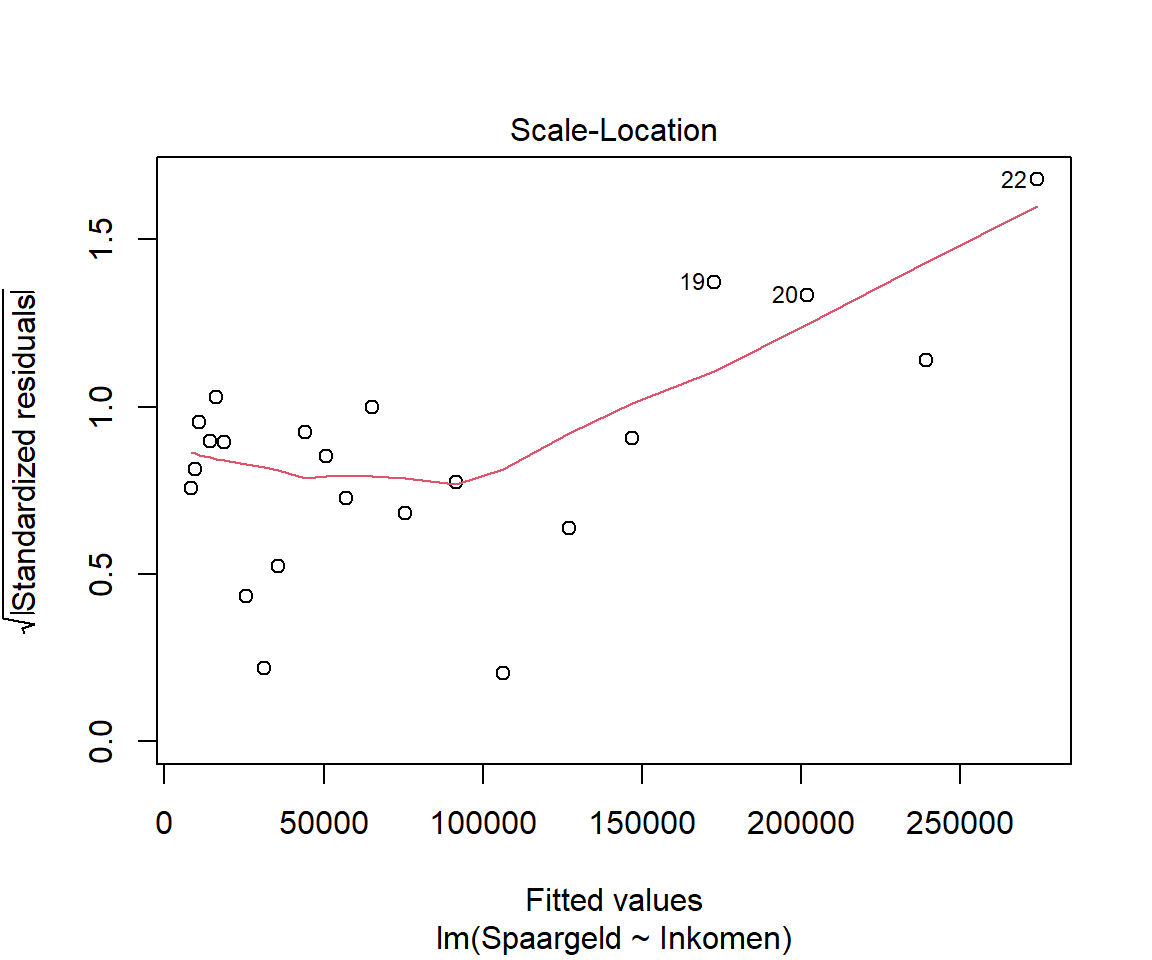 Scale-Location
√|Standardized residuals|
1.5
1.0
0.5
0.0
22
19
20
0 50000 100000 150000 200000 250000
Fitted values
lm(Spaargeld ~ Inkomen)